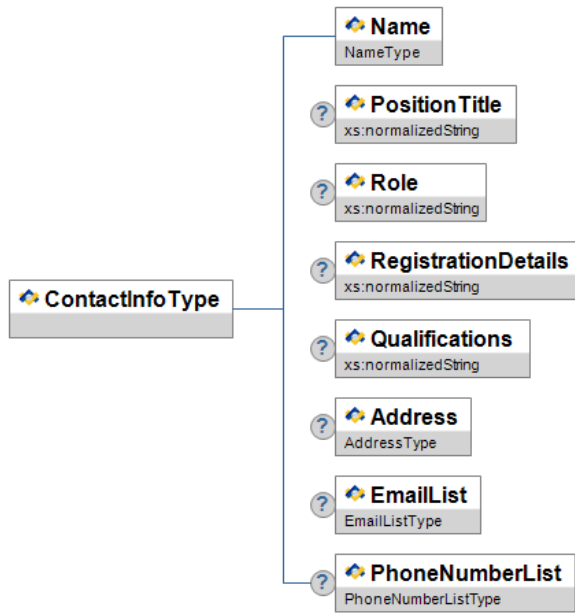 Name
NameType
?
PositionTitle
xs:normalizedString
?
Role
xs:normalizedString
?
RegistrationDetails
xs:normalizedString
ContactInfoType
?
Qualifications
xs:normalizedString
?
Address
AddressType
?
EmailList
EmailListType
?
PhoneNumberList
PhoneNumberListType